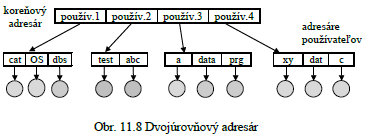 koreňový
adresár
použív.1 použív.2 použív.3 použív.4
adresáre
používateľov
cat OS dbs test abc a data prg xy dat c
Obr. 11.8 Dvojúrovňový adresár